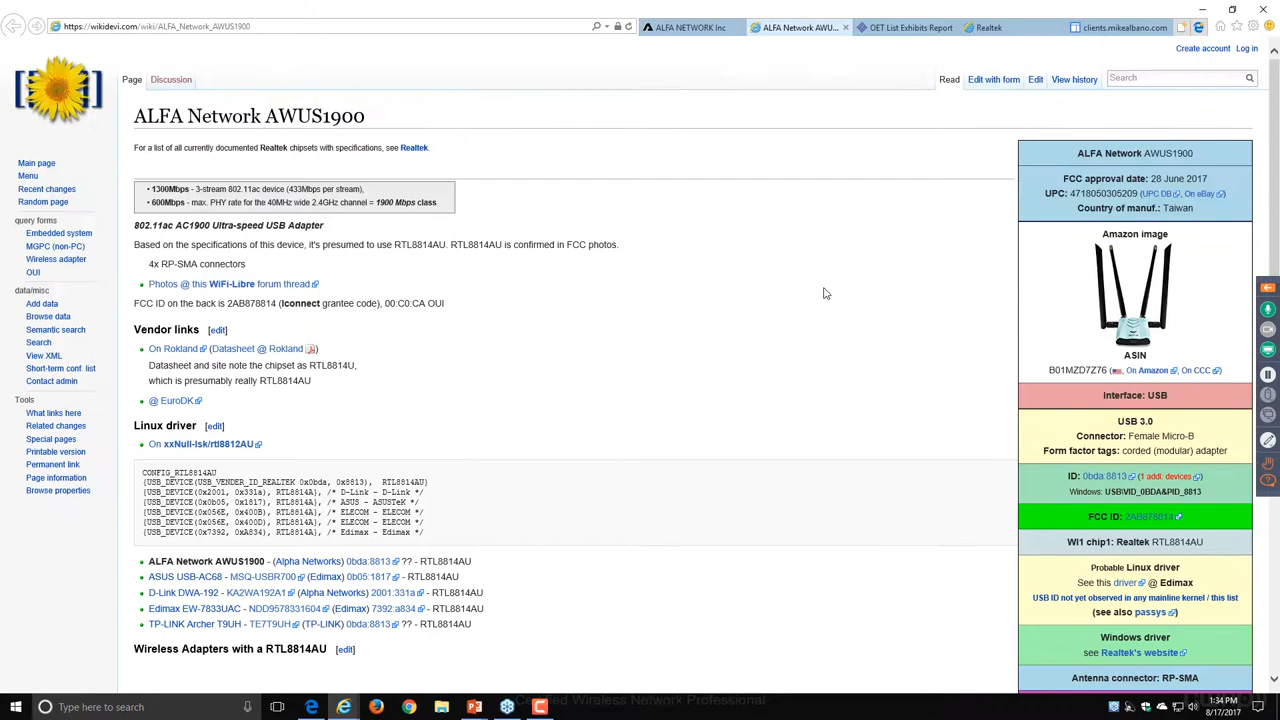 https://wikidevi.com/wiki/ALFA_Network_AWUS1900
ALFA NETWORK Inc
ALFA Network AWU...
OET List Exhibits Report
Realtek
clients.mikealbano.com
Create account
Log in
Page
Discussion
Read
Edit with form
Edit
View history
Search
ALFA Network AWUS1900
For a list of all currently documented Realtek chipsets with specifications, see Realtek.
Main page
Menu
Recent changes
Random page
query forms
Embedded system
MGPC (non-PC)
Wireless adapter
OUI
data/misc
Add data
Browse data
Semantic search
Search
View XML
Short-term conf. list
Contact admin
Tools
What links here
Related changes
Special pages
Printable version
Permanent link
Page information
Browse properties
• 1300Mbps - 3-stream 802.11ac device (433Mbps per stream),
• 600Mbps - max. PHY rate for the 40MHz wide 2.4GHz channel = 1900 Mbps class
802.11ac AC1900 Ultra-speed USB Adapter
Based on the specifications of this device, it's presumed to use RTL8814AU. RTL8814AU is confirmed in FCC photos.
4x RP-SMA connectors
Photos @ this WiFi-Libre forum thread
FCC ID on the back is 2AB878814 (Iconnect grantee code), 00:C0:CA OUI
Vendor links [edit]
On Rokland (Datasheet @ Rokland)
Datasheet and site note the chipset as RTL8814U,
which is presumably really RTL8814AU
@ EuroDK
Linux driver [edit]
On xxNull-lsk/rtl8812AU
CONFIG_RTL8814AU
{USB_DEVICE(USB_VENDER_ID_REALTEK 0x0bda, 0x8813), RTL8814AU}
{USB_DEVICE(0x2001, 0x331a), RTL8814A}, /* D-Link - D-Link */
{USB_DEVICE(0x0b05, 0x1817), RTL8814A}, /* ASUS - ASUSTeK */
{USB_DEVICE(0x056E, 0x400B), RTL8814A}, /* ELECOM - ELECOM */
{USB_DEVICE(0x056E, 0x400D), RTL8814A}, /* ELECOM - ELECOM */
{USB_DEVICE(0x7392, 0xA834), RTL8814A}, /* Edimax - Edimax */
ALFA Network AWUS1900 - (Alpha Networks) 0bda:8813 ?? - RTL8814AU
ASUS USB-AC68 - MSQ-USBR700 (Edimax) 0b05:1817 - RTL8814AU
D-Link DWA-192 - KA2WA192A1 (Alpha Networks) 2001:331a - RTL8814AU
Edimax EW-7833UAC - NDD9578331604 (Edimax) 7392:a834 - RTL8814AU
TP-LINK Archer T9UH - TE7T9UH (TP-LINK) 0bda:8813 - RTL8814AU
Wireless Adapters with a RTL8814AU [edit]
ALFA Network AWUS1900
FCC approval date: 28 June 2017
UPC: 4718050305209 (UPC DB, On eBay)
Country of manuf.: Taiwan
Amazon image
ASIN
B01MZD7Z76 (On Amazon, On CCC)
Interface: USB
USB 3.0
Connector: Female Micro-B
Form factor tags: corded (modular) adapter
ID: 0bda:8813 (1 addl. devices)
Windows: USB\VID_0BDA&PID_8813
FCC ID: 2AB878814
WI1 chip1: Realtek RTL8814AU
Probable Linux driver
See this driver @ Edimax
USB ID not yet observed in any mainline kernel / this list
(see also passys)
Windows driver
see Realtek's website
Antenna connector: RP-SMA
Type here to search
Certified Wireless Network Professional
1:34 PM
8/17/2017